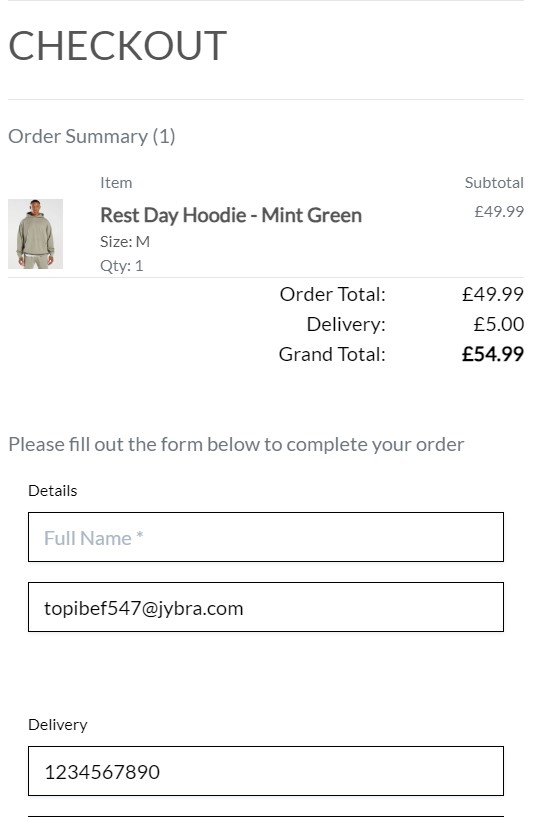 CHECKOUT
Order Summary (1)
Item Subtotal
Rest Day Hoodie - Mint Green £49.99
Size: M
Qty: 1
Order Total: £49.99
Delivery: £5.00
Grand Total: £54.99
Please fill out the form below to complete your order
Details
Full Name *
topibef547@jybra.com
Delivery
1234567890